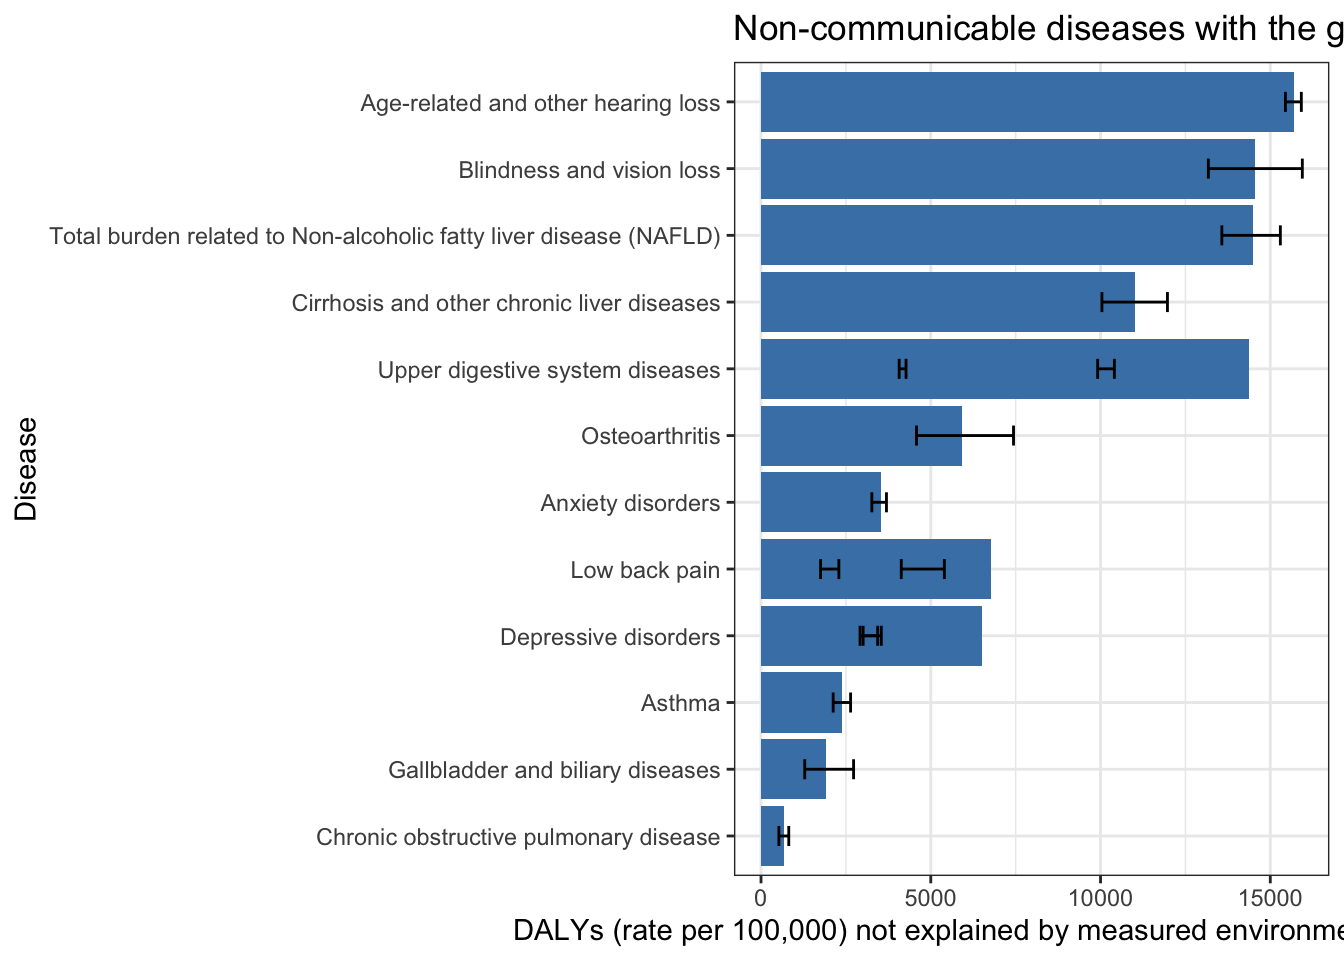 Non-communicable diseases with the g
Age-related and other hearing loss
Blindness and vision loss
Total burden related to Non-alcoholic fatty liver disease (NAFLD)
Cirrhosis and other chronic liver diseases
Upper digestive system diseases
Osteoarthritis
Anxiety disorders
Low back pain
Depressive disorders
Asthma
Gallbladder and biliary diseases
Chronic obstructive pulmonary disease
Disease
0 5000 10000 15000
DALYs (rate per 100,000) not explained by measured environme